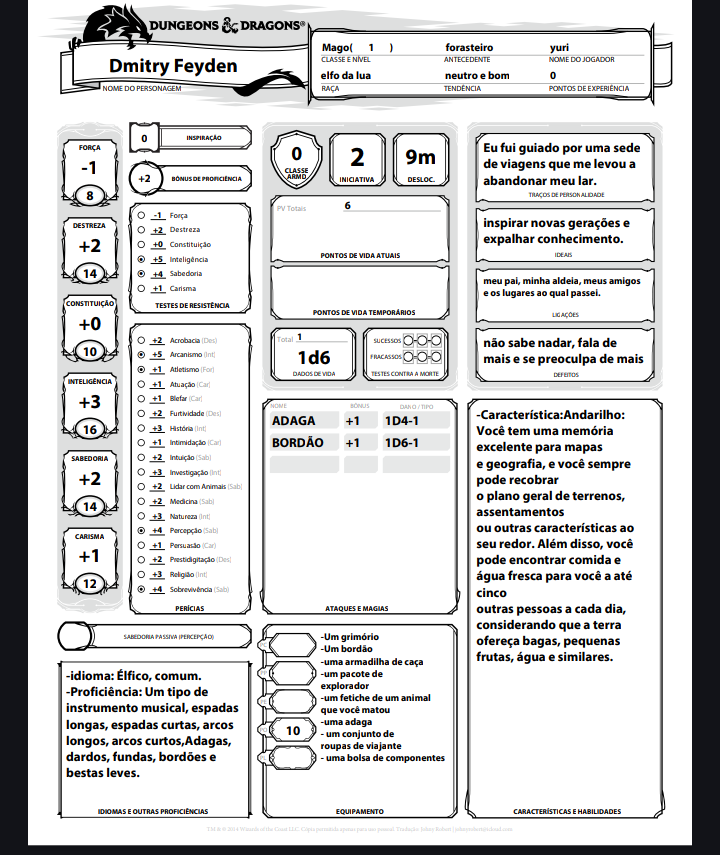 DUNGEONS & DRAGONS®
Dmitry Feyden
NOME DO PERSONAGEM
Mago( 1 ) forasteiro yuri
CLASSE E NÍVEL ANTECEDENTE NOME DO JOGADOR
elfo da lua neutro e bom 0
RAÇA TENDÊNCIA PONTOS DE EXPERIÊNCIA
FORÇA
-1
8
DESTREZA
+2
14
CONSTITUIÇÃO
+0
10
INTELIGÊNCIA
+3
16
SABEDORIA
+2
14
CARISMA
+1
12
0 INSPIRAÇÃO
+2 BÔNUS DE PROFICIÊNCIA
-1 Força
+2 Destreza
+0 Constituição
+5 Inteligência
+4 Sabedoria
+1 Carisma
TESTES DE RESISTÊNCIA
+2 Acrobacia (Des)
+5 Arcanismo (Int)
+1 Atletismo (For)
+1 Atuação (Car)
+1 Blefar (Car)
+2 Furtividade (Des)
+3 História (Int)
+1 Intimidação (Car)
+2 Intuição (Sab)
+3 Investigação (Int)
+2 Lidar com Animais (Sab)
+2 Medicina (Sab)
+3 Natureza (Int)
+4 Percepção (Sab)
+1 Persuasão (Car)
+2 Prestidigitação (Des)
+3 Religião (Int)
+4 Sobrevivência (Sab)
PERÍCIAS
SABEDORIA PASSIVA (PERCEPÇÃO)
-idioma: Élfico, comum.
-Proficiência: Um tipo de
instrumento musical, espadas
longas, espadas curtas, arcos
longos, arcos curtos,Adagas,
dardos, fundas, bordões e
bestas leves.
IDIOMAS E OUTRAS PROFICIÊNCIAS
0
CLASSE
ARMD.
2
INICIATIVA
9m
DESLOC.
PV Totais 6
PONTOS DE VIDA ATUAIS
PONTOS DE VIDA TEMPORÁRIOS
Total 1
1d6
DADOS DE VIDA
SUCESSOS
FRACASSOS
TESTES CONTRA A MORTE
NOME BÔNUS DANO / TIPO
ADAGA +1 1D4-1
BORDÃO +1 1D6-1
ATAQUES E MAGIAS
10
-Um grimório
-Um bordão
-uma armadilha de caça
-um pacote de
explorador
-um fetiche de um animal
que você matou
-uma adaga
- um conjunto de
roupas de viajante
- uma bolsa de componentes
EQUIPAMENTO
Eu fui guiado por uma sede
de viagens que me levou a
abandonar meu lar.
TRAÇOS DE PERSONALIDADE
inspirar novas gerações e
expalhar conhecimento.
IDEAIS
meu pai, minha aldeia, meus amigos
e os lugares ao qual passei.
LIGAÇÕES
não sabe nadar, fala de
mais e se preoculpa de mais
DEFEITOS
-Característica:Andarilho:
Você tem uma memória
excelente para mapas
e geografia, e você sempre
pode recobrar
o plano geral de terrenos,
assentamentos
ou outras características ao
seu redor. Além disso, você
pode encontrar comida e
água fresca para você a até
cinco
outras pessoas a cada dia,
considerando que a terra
ofereça bagas, pequenas
frutas, água e similares.
CARACTERÍSTICAS E HABILIDADES